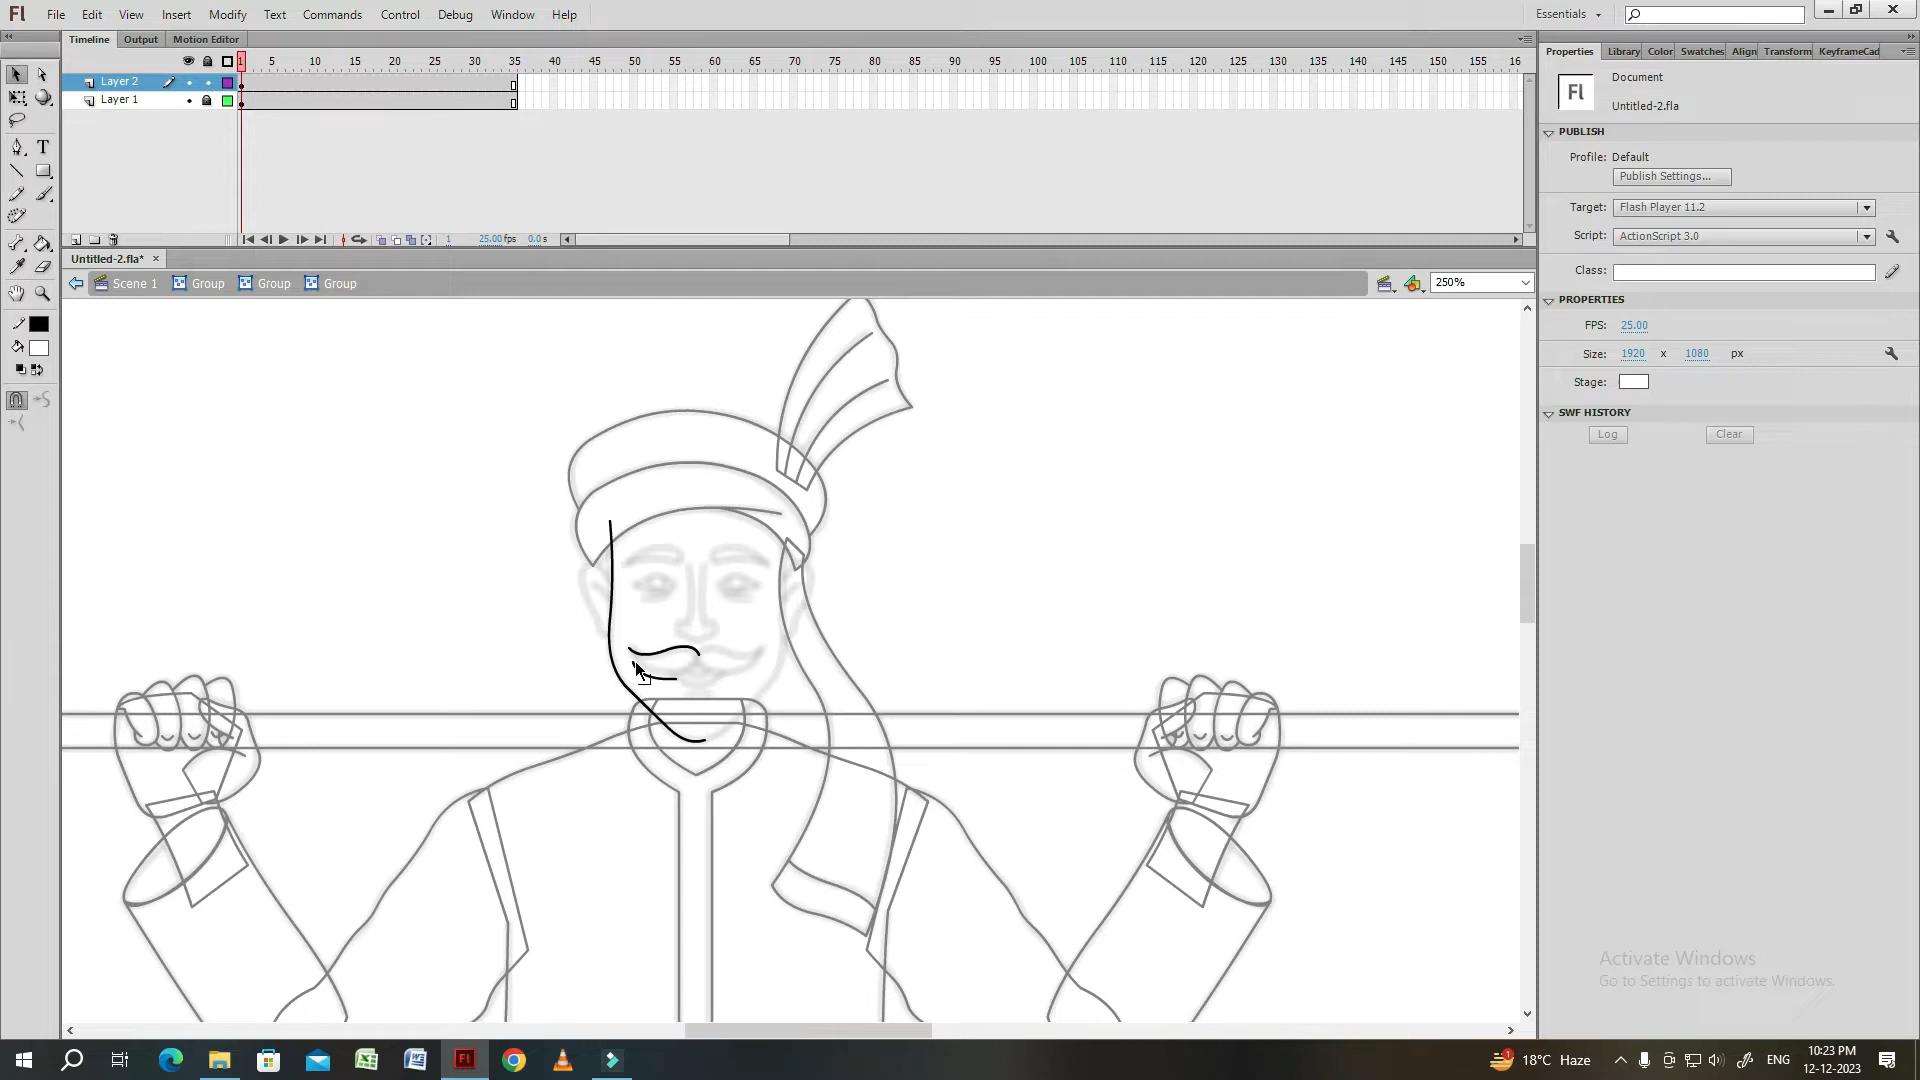 Fl File Edit View Insert Modify Text Commands Control Debug Window Help Essentials
Timeline Output Motion Editor
1 5 10 15 20 25 30 35 40 45 50 55 60 65 70 75 80 85 90 95 100 105 110 115 120 125 130 135 140 145 150 155 16
Layer 2
Layer 1
1 25.00 fps 0.0 s
Untitled-2.fla*
Scene 1 Group Group Group 250%
Properties Library Color Swatches Align Transform KeyframeCad
Fl
Document
Untitled-2.fla
PUBLISH
Profile: Default
Publish Settings...
Target: Flash Player 11.2
Script: ActionScript 3.0
Class:
PROPERTIES
FPS: 25.00
Size: 1920 x 1080 px
Stage:
SWF HISTORY
Log Clear
Activate Windows
Go to Settings to activate Windows.
18°C Haze ENG 10:23 PM
12-12-2023